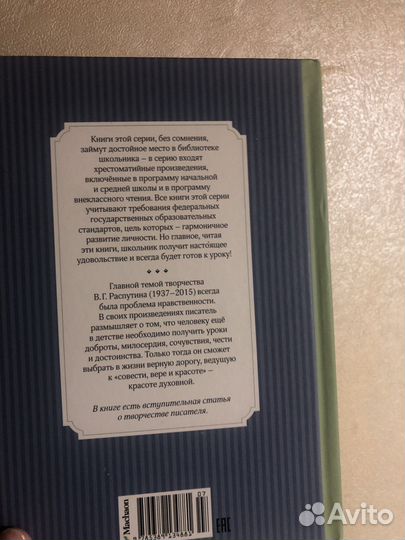 Книги этой серии, без сомнения,
займут достойное место в библиотеке
школьника – в серию входят
хрестоматийные произведения,
включённые в программу начальной
и средней школы и в программу
внеклассного чтения. Все книги этой серии
учитывают требования федеральных
государственных образовательных
стандартов, цель которых – гармоничное
развитие личности. Но главное, читая
эти книги, школьник получит настоящее
удовольствие и всегда будет готов к уроку!
Главной темой творчества
В.Г. Распутина (1937–2015) всегда
была проблема нравственности.
В своих произведениях писатель
размышляет о том, что человеку ещё
в детстве необходимо получить уроки
доброты, милосердия, сочувствия, чести
и достоинства. Только тогда он сможет
выбрать в жизни верную дорогу, ведущую
к «совести, вере и красоте» –
красоте духовной.
В книге есть вступительная статья
о творчестве писателя.
07
Machaon
EAC
Avito